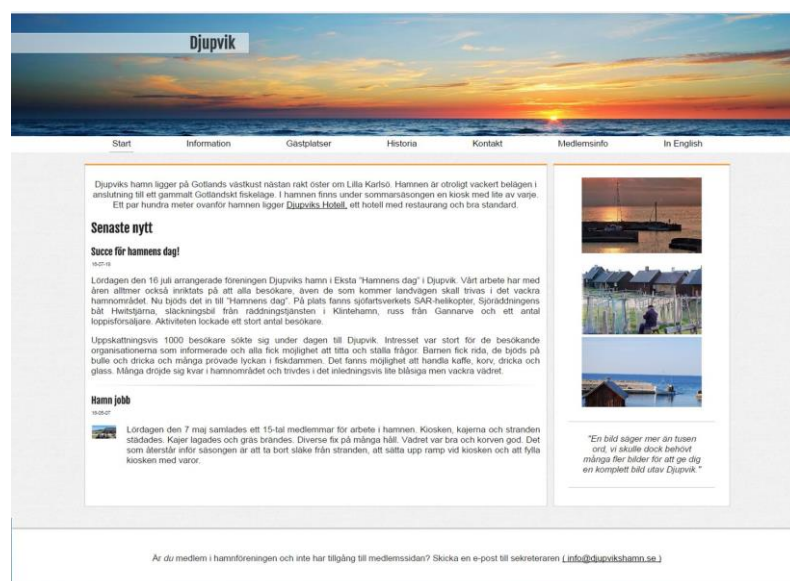 Djupvik
Start Information Gästplatser Historia Kontakt Medlemsinfo In English
Djupviks hamn ligger på Gotlands västkust nästan rakt öster om Lilla Karlsö. Hamnen är otroligt vackert belägen i
anslutning till ett gammalt Gotländskt fiskeläge. I hamnen finns under sommarsäsongen en kiosk med lite av varje.
Ett par hundra meter ovanför hamnen ligger Djupviks Hotell, ett hotell med restaurang och bra standard.
Senaste nytt
Succe för hamnens dag!
16-07-19
Lördagen den 16 juli arrangerade föreningen Djupviks hamn i Eksta "Hamnens dag" i Djupvik. Vårt arbete har med
åren alltmer också inriktats på att alla besökare, även de som kommer landvägen skall trivas i det vackra
hamnområdet. Nu bjöds det in till "Hamnens dag". På plats fanns sjöfartsverkets SAR-helikopter, Sjöräddningens
båt Hwitstjärna, släckningsbil från räddningstjänsten i Klintehamn, russ från Gannarve och ett antal
loppisförsäljare. Aktiviteten lockade ett stort antal besökare.
Uppskattningsvis 1000 besökare sökte sig under dagen till Djupvik. Intresset var stort för de besökande
organisationerna som informerade och alla fick möjlighet att titta och ställa frågor. Barnen fick rida, de bjöds på
bulle och dricka och många prövade lyckan i fiskdammen. Det fanns möjlighet att handla kaffe, korv, dricka och
glass. Många dröjde sig kvar i hamnområdet och trivdes i det inledningsvis lite blåsiga men vackra vädret.
Hamn jobb
Lördagen den 7 maj samlades ett 15-tal medlemmar för arbete i hamnen. Kiosken, kajerna och stranden
städades. Kajer lagades och gräs brändes. Diverse fix på många håll. Vädret var bra och korven god. Det
som återstår inför säsongen är att ta bort släke från stranden, att sätta upp ramp vid kiosken och att fylla
kiosken med varor.
"En bild säger mer än tusen
ord, vi skulle dock behövt
många fler bilder för att ge dig
en komplett bild utav Djupvik."
Är du medlem i hamnföreningen och inte har tillgång till medlemssidan? Skicka en e-post till sekreteraren ( info@djupvikshamn.se )